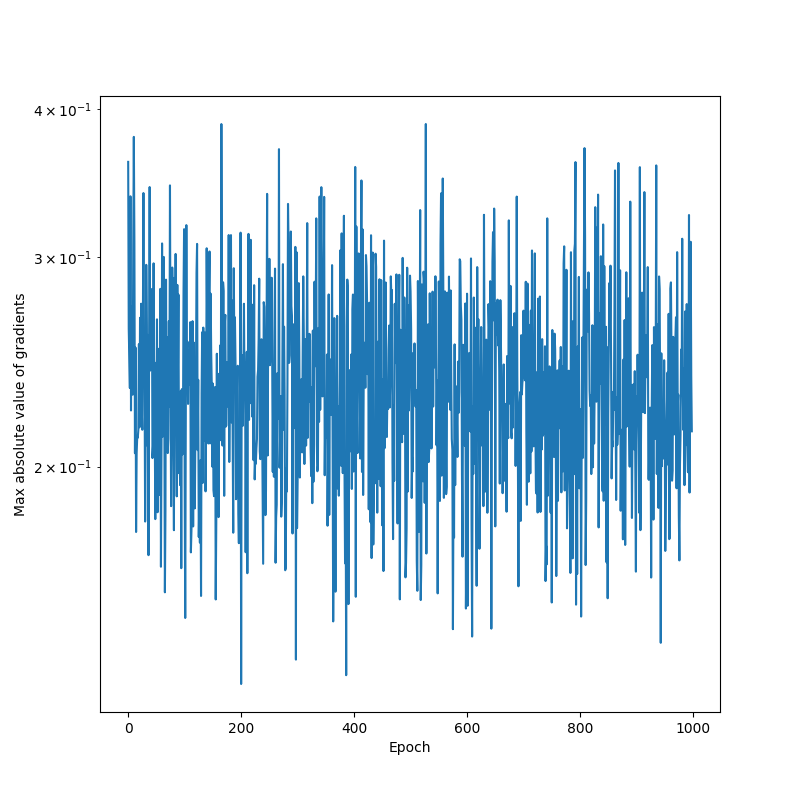 Max absolute value of gradients
4 × 10⁻¹
3 × 10⁻¹
2 × 10⁻¹
0 200 400 600 800 1000
Epoch